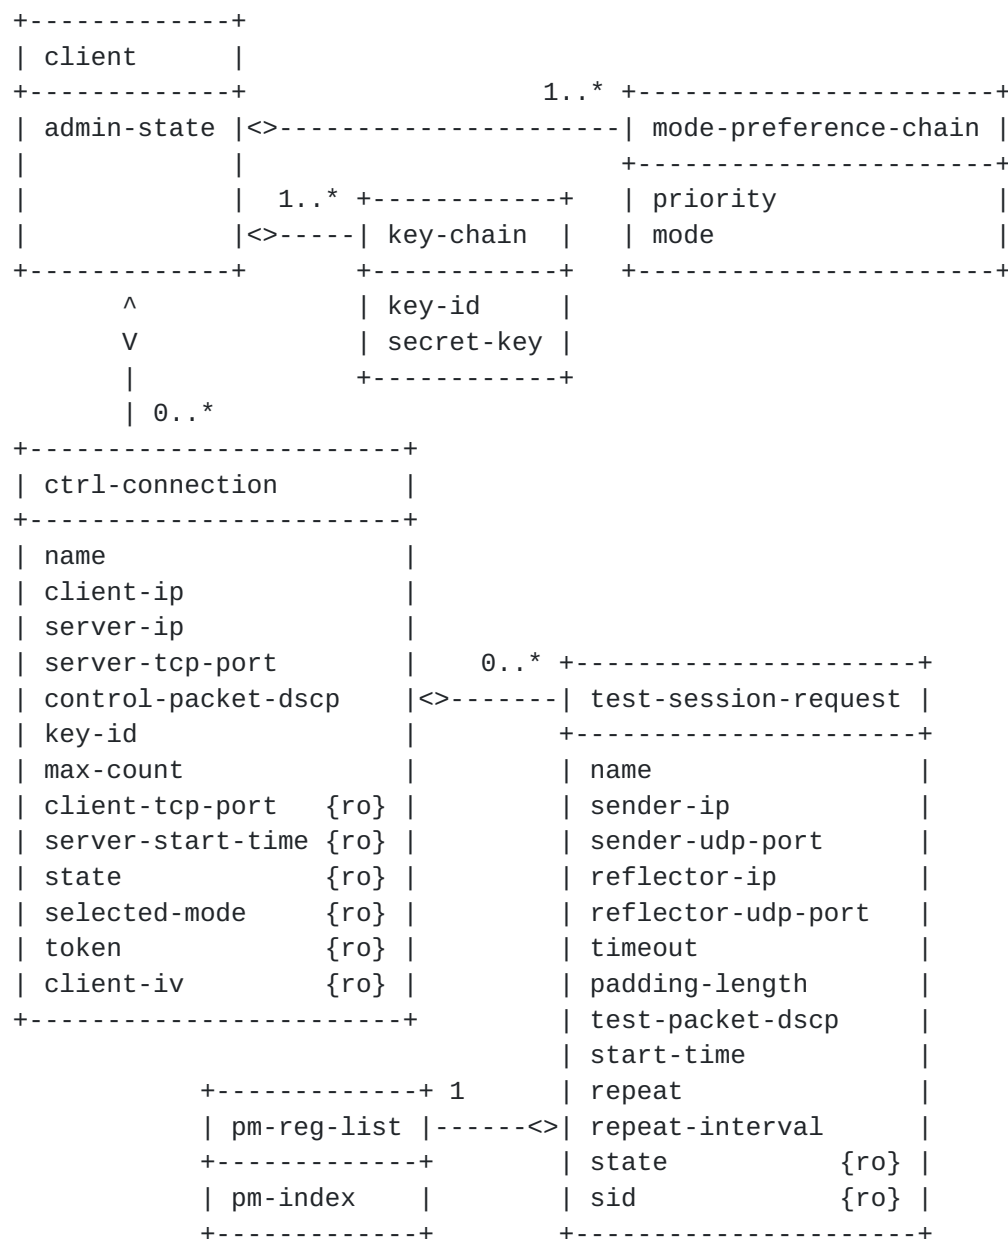 +-------------+
| client      |
+-------------+                   1..* +-----------------------+
| admin-state |<>----------------------| mode-preference-chain |
|             |                        +-----------------------+
|             |  1..* +------------+   | priority              |
|             |<>-----| key-chain  |   | mode                  |
+-------------+       +------------+   +-----------------------+
       ^              | key-id     |
       V              | secret-key |
       |              +------------+
       | 0..*
+------------------------+
| ctrl-connection        |
+------------------------+
| name                   |
| client-ip              |
| server-ip              |
| server-tcp-port        |    0..* +----------------------+
| control-packet-dscp    |<>-------| test-session-request |
| key-id                 |         +----------------------+
| max-count              |         | name                 |
| client-tcp-port   {ro} |         | sender-ip            |
| server-start-time {ro} |         | sender-udp-port      |
| state             {ro} |         | reflector-ip         |
| selected-mode     {ro} |         | reflector-udp-port   |
| token             {ro} |         | timeout              |
| client-iv         {ro} |         | padding-length       |
+------------------------+         | test-packet-dscp     |
                                   | start-time           |
            +-------------+ 1      | repeat               |
            | pm-reg-list |------<>| repeat-interval      |
            +-------------+        | state           {ro} |
            | pm-index    |        | sid             {ro} |
            +-------------+        +----------------------+